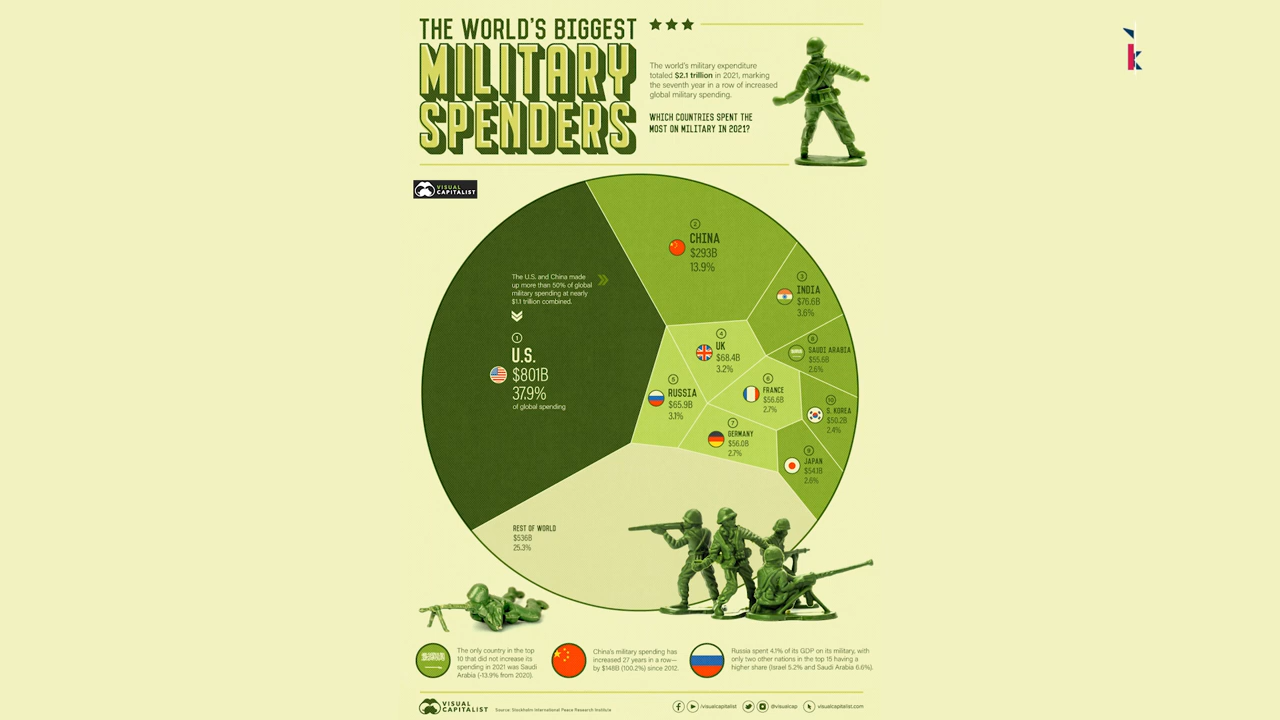 THE WORLD'S BIGGEST
MILITARY
SPENDERS
The world's military expenditure
totaled $2.1 trillion in 2021, marking
the seventh year in a row of increased
global military spending.
WHICH COUNTRIES SPENT THE
MOST ON MILITARY IN 2021?
k
VISUAL
CAPITALIST
The U.S. and China made
up more than 50% of global
military spending at nearly
$1.1 trillion combined.
1
U.S.
$801B
37.9%
of global spending
2
CHINA
$293B
13.9%
3
INDIA
$76.6B
3.6%
4
UK
$68.4B
3.2%
5
RUSSIA
$65.9B
3.1%
6
FRANCE
$56.6B
2.7%
7
GERMANY
$56.0B
2.7%
8
SAUDI ARABIA
$55.6B
2.6%
9
JAPAN
$54.1B
2.6%
10
S. KOREA
$50.2B
2.4%
REST OF WORLD
$536B
25.3%
The only country in the top
10 that did not increase its
spending in 2021 was Saudi
Arabia (-13.9% from 2020).
China's military spending has
increased 27 years in a row—
by $148B (100.2%) since 2012.
Russia spent 4.1% of its GDP on its military, with
only two other nations in the top 15 having a
higher share (Israel 5.2% and Saudi Arabia 6.6%).
VISUAL
CAPITALIST
Source: Stockholm International Peace Research Institute
/visualcapitalist
@visualcap
visualcapitalist.com